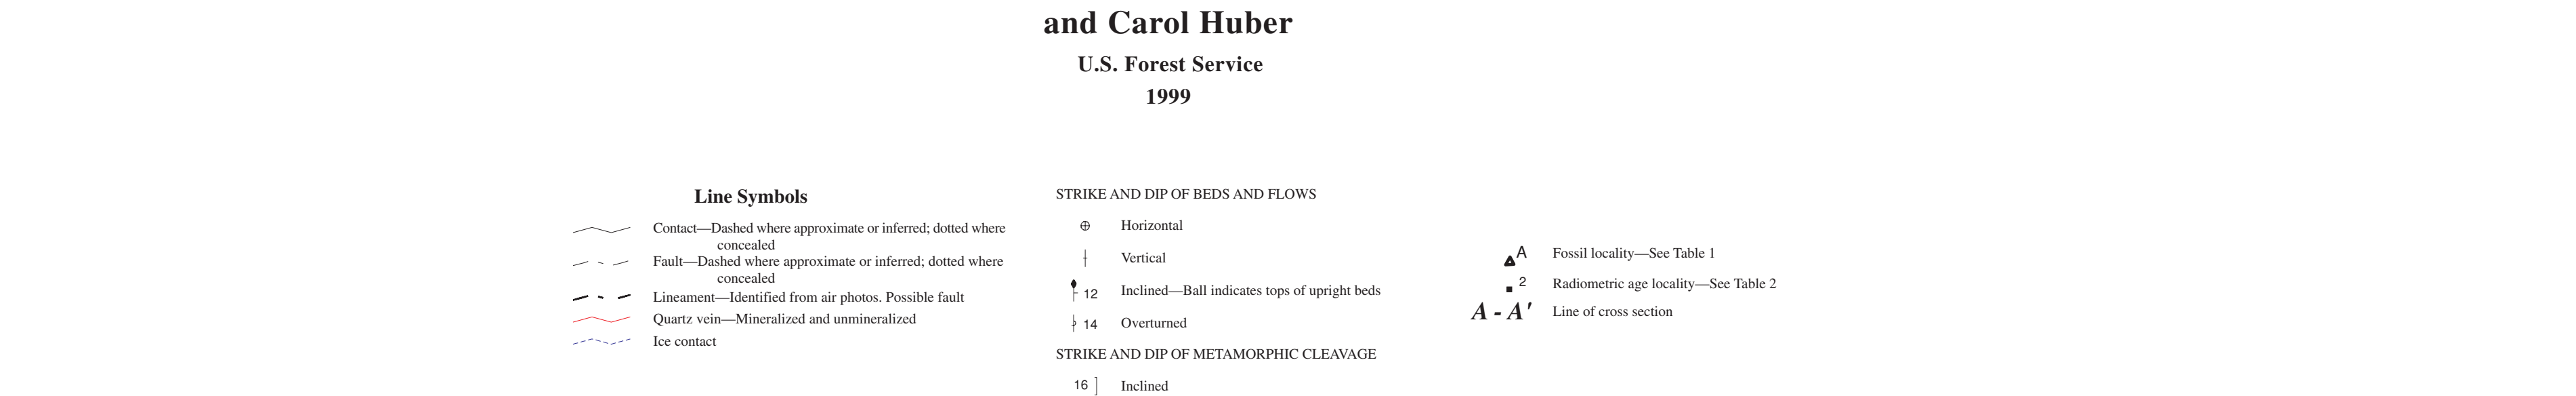 and Carol Huber
U.S. Forest Service
1999
Line Symbols
Contact—Dashed where approximate or inferred; dotted where
concealed
Fault—Dashed where approximate or inferred; dotted where
concealed
Lineament—Identified from air photos. Possible fault
Quartz vein—Mineralized and unmineralized
Ice contact
STRIKE AND DIP OF BEDS AND FLOWS
Horizontal
Vertical
12 Inclined—Ball indicates tops of upright beds
14 Overturned
STRIKE AND DIP OF METAMORPHIC CLEAVAGE
16 Inclined
A Fossil locality—See Table 1
2 Radiometric age locality—See Table 2
A - A′ Line of cross section